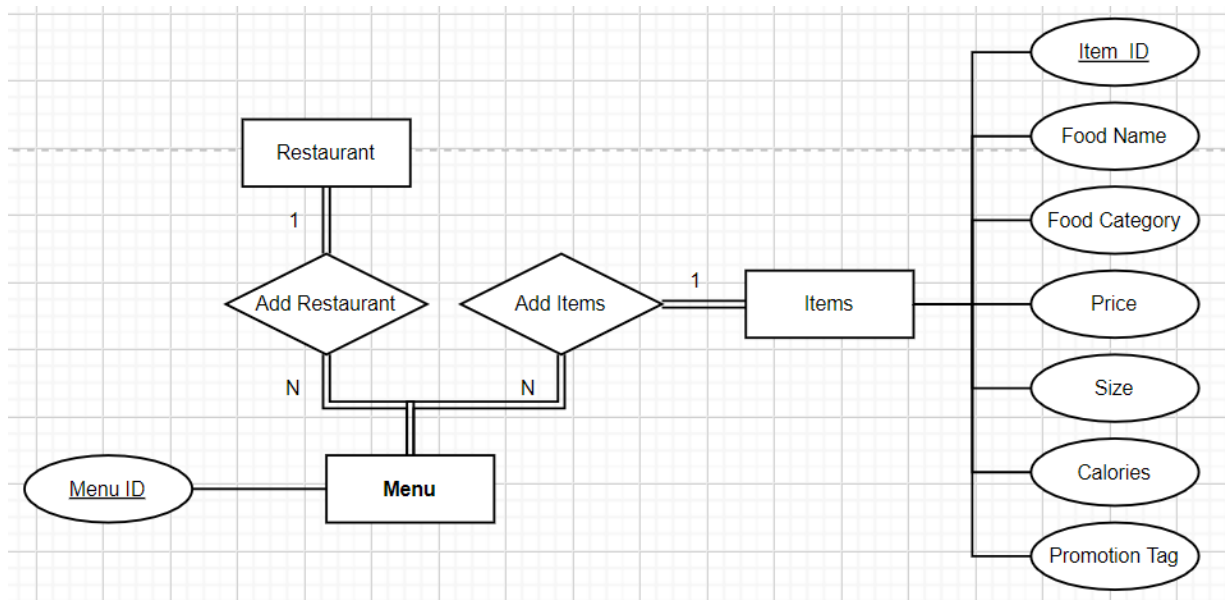 Item_ID
Food Name
Restaurant
Food Category
1
1
Add Restaurant
Add Items
Items
Price
N
N
Size
Calories
Menu ID
Menu
Promotion Tag